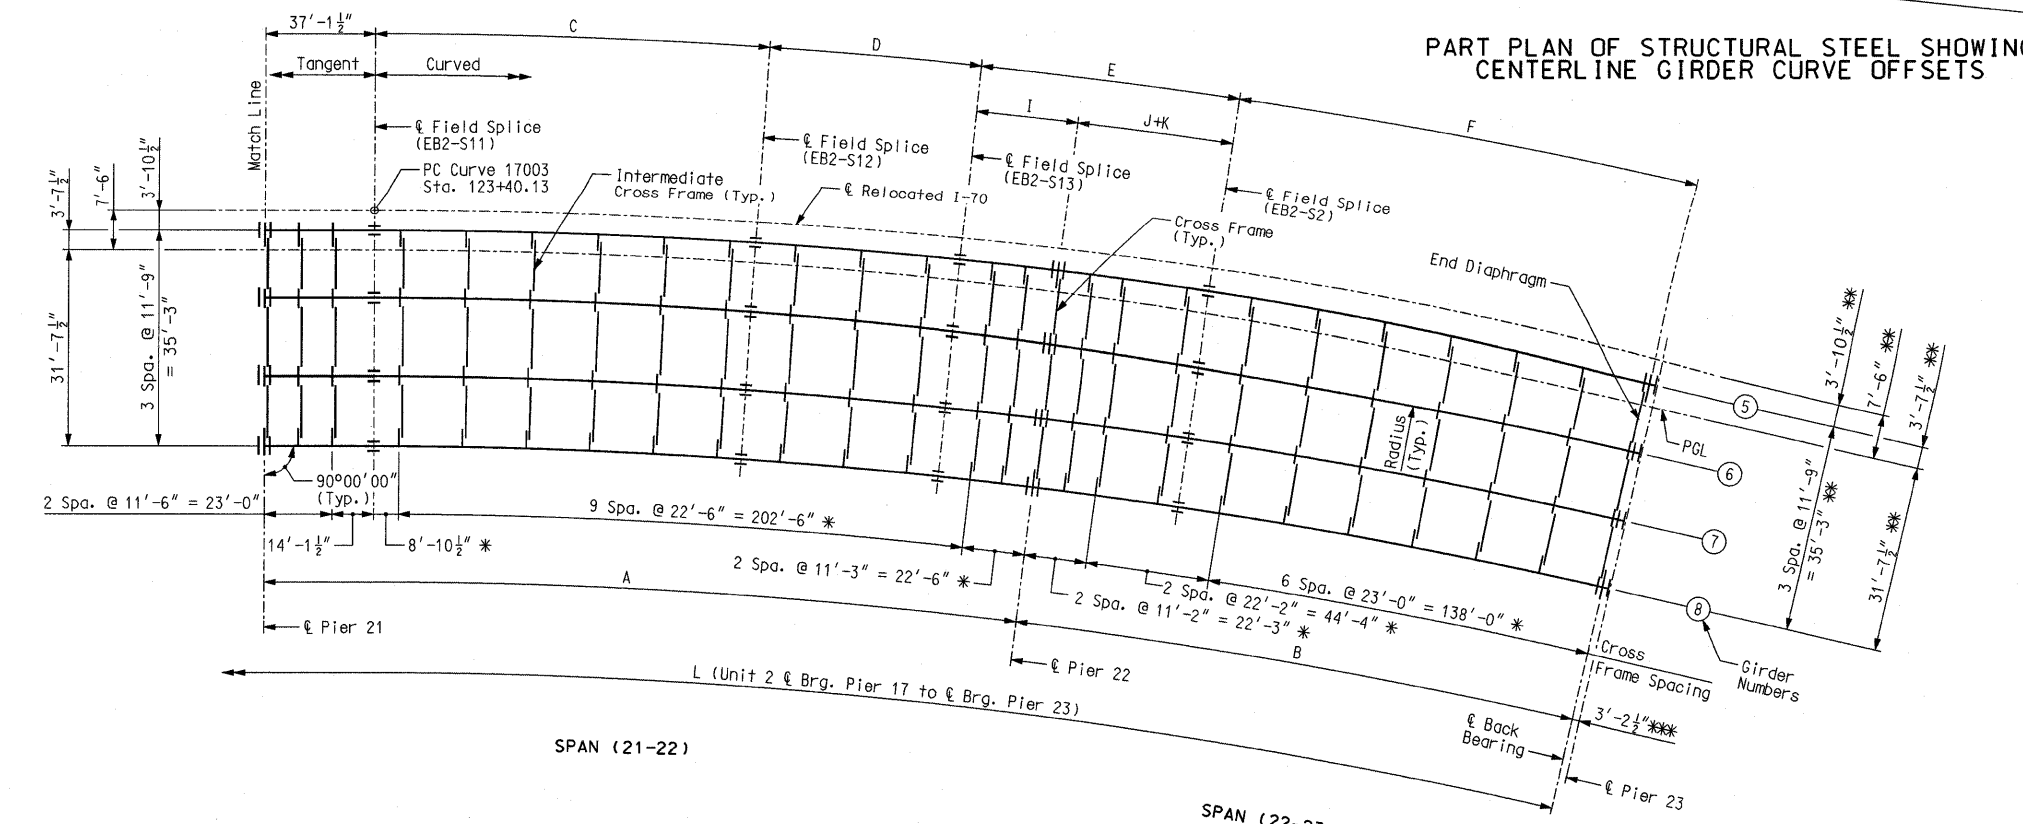 PART PLAN OF STRUCTURAL STEEL SHOWING
CENTERLINE GIRDER CURVE OFFSETS
37'-1½"
C
D
E
F
Tangent
Curved
I
J+K
Match Line
℄ Field Splice
(EB2-S11)
PC Curve 17003
Sta. 123+40.13
℄ Field Splice
(EB2-S12)
℄ Field Splice
(EB2-S13)
℄ Field Splice
(EB2-S2)
Intermediate
Cross Frame (Typ.)
℄ Relocated I-70
Cross Frame
(Typ.)
End Diaphragm
3'-7½"
7'-6"
3'-10½"
31'-7½"
3 Spa. @ 11'-9"
= 35'-3"
3'-10½" **
7'-6" **
3'-7½" **
Radius
(Typ.)
PGL
5
6
7
8
3 Spa. @ 11'-9"
= 35'-3" **
31'-7½" **
90°00'00"
(Typ.)
2 Spa. @ 11'-6" = 23'-0"
14'-1½"
8'-10½" *
9 Spa. @ 22'-6" = 202'-6" *
2 Spa. @ 11'-3" = 22'-6" *
2 Spa. @ 11'-2" = 22'-3" *
2 Spa. @ 22'-2" = 44'-4" *
6 Spa. @ 23'-0" = 138'-0" *
A
B
℄ Pier 21
℄ Pier 22
L (Unit 2 ℄ Brg. Pier 17 to ℄ Brg. Pier 23)
Cross
Frame Spacing
Girder
Numbers
3'-2½"***
℄ Back
Bearing
℄ Pier 23
SPAN (21-22)
SPAN (22-23